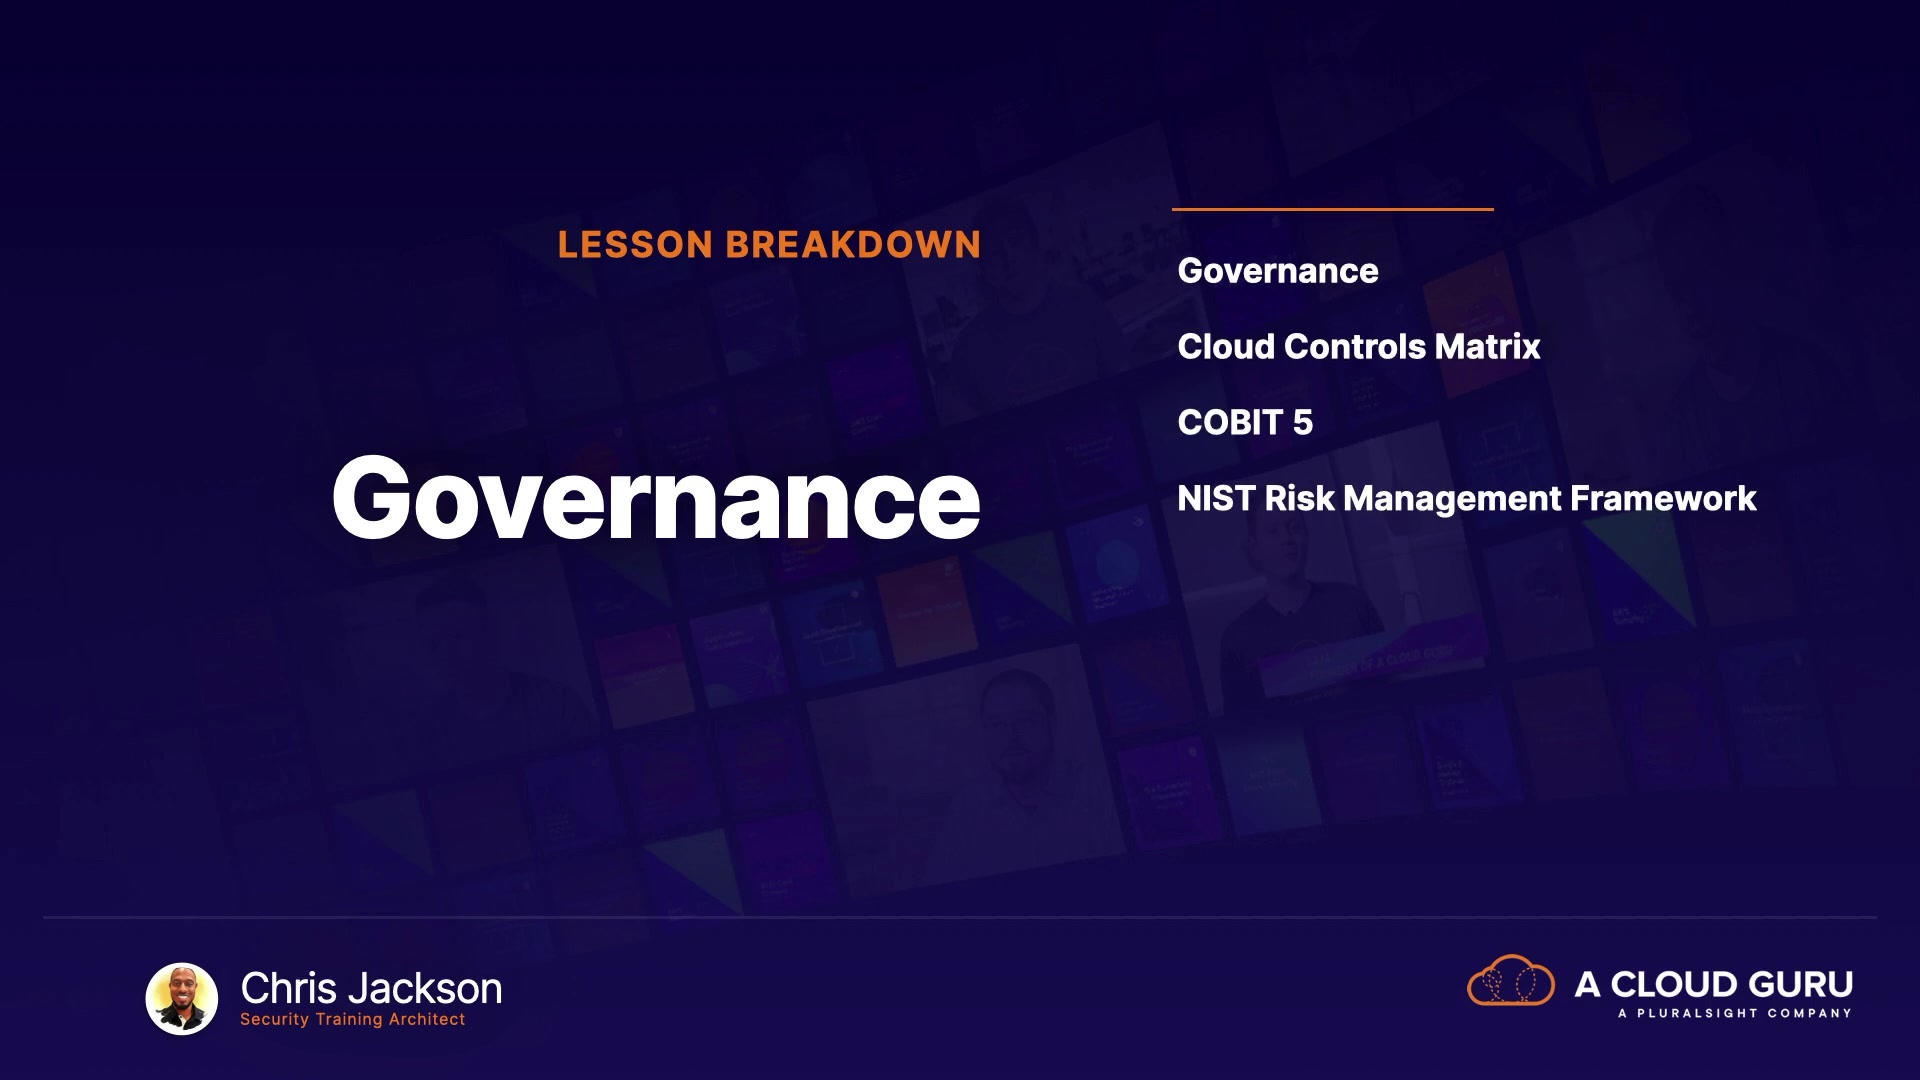 LESSON BREAKDOWN
Governance
Governance
Cloud Controls Matrix
COBIT 5
NIST Risk Management Framework
Chris Jackson
Security Training Architect
A CLOUD GURU
A PLURALSIGHT COMPANY